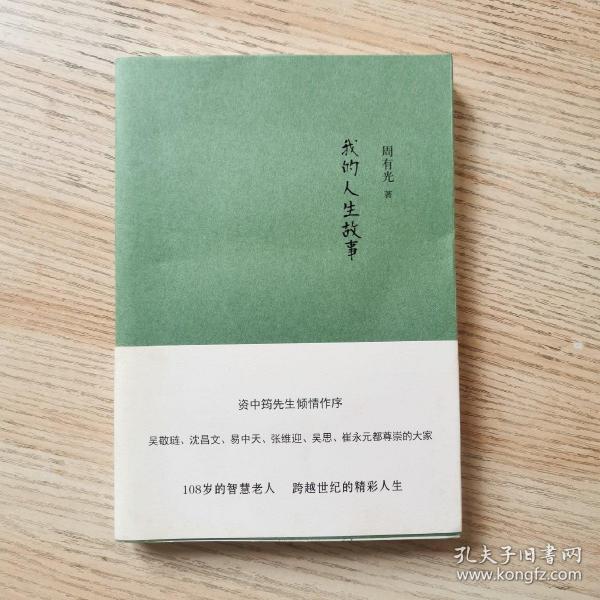 我的人生故事
周有光 著
资中筠先生倾情作序
吴敬琏、沈昌文、易中天、张维迎、吴思、崔永元都尊崇的大家
108岁的智慧老人 跨越世纪的精彩人生
孔夫子旧书网
www.kongfz.com